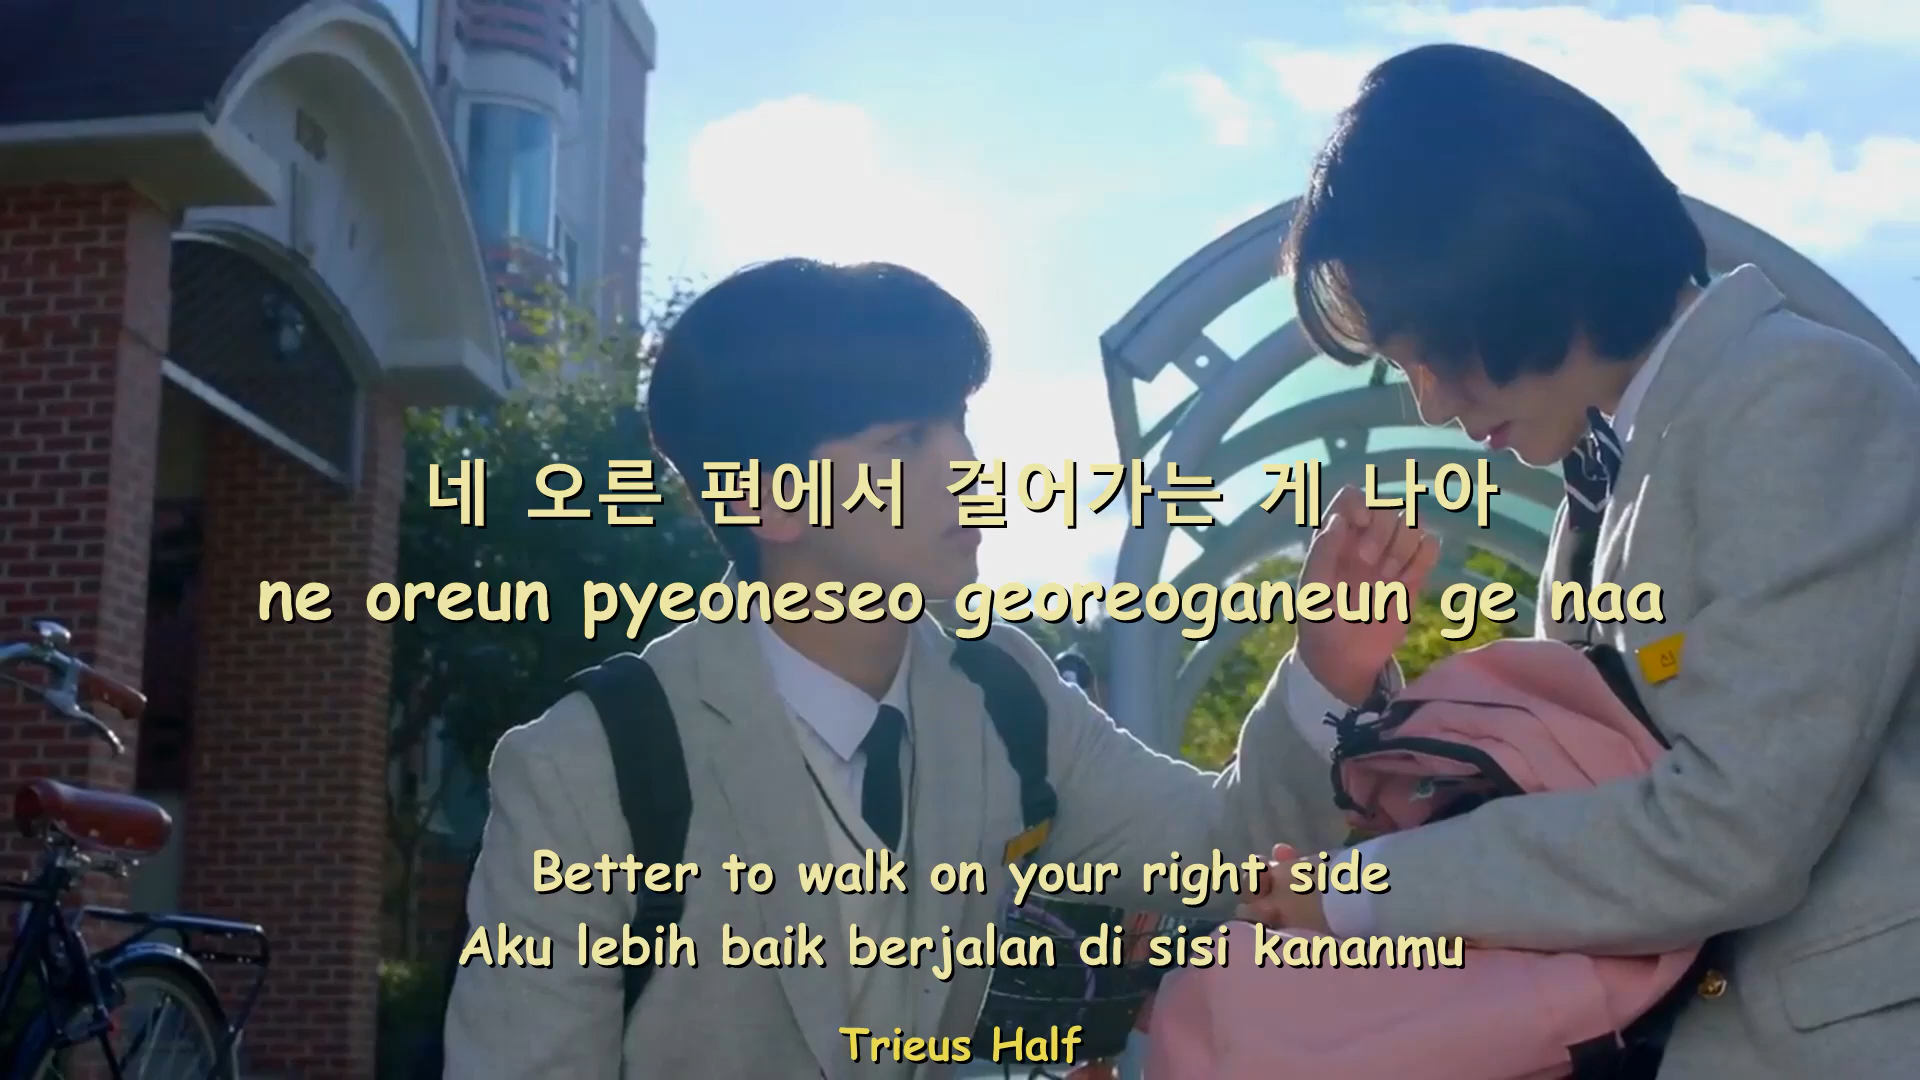 네 오른 편에서 걸어가는 게 나아
ne oreun pyeoneseo georeoganeun ge naa
Better to walk on your right side
Aku lebih baik berjalan di sisi kananmu
Trieus Half